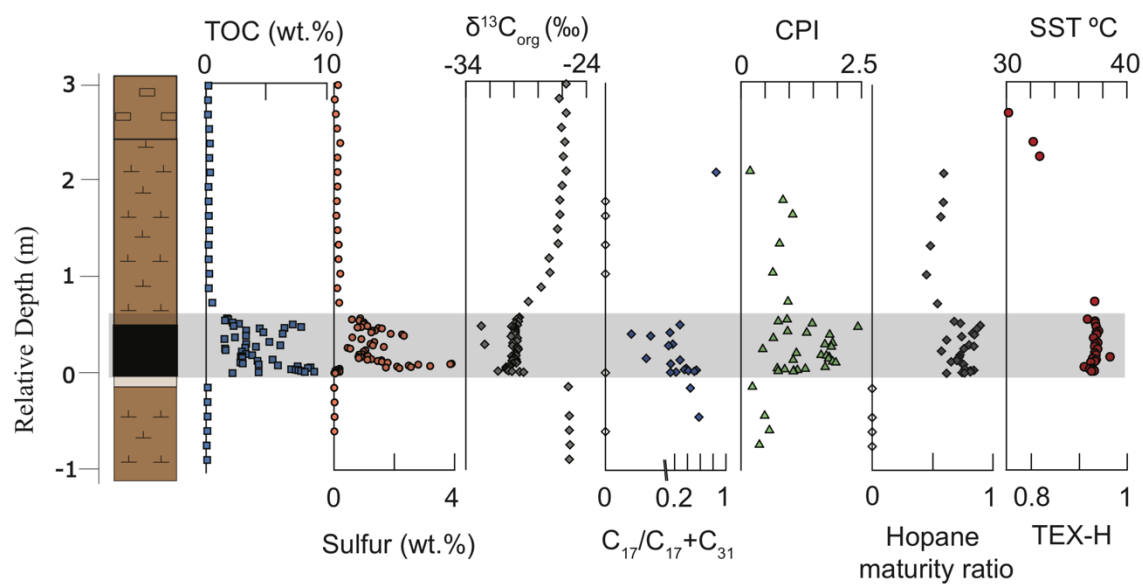 TOC (wt.%) δ¹³C_org (‰) CPI SST ºC
0 10 -34 -24 0 2.5 30 40
3
2
1
0
-1
Relative Depth (m)
0 4 0 0.2 1 0 1 0.8 1
Sulfur (wt.%) C₁₇/C₁₇+C₃₁ Hopane TEX-H
maturity ratio